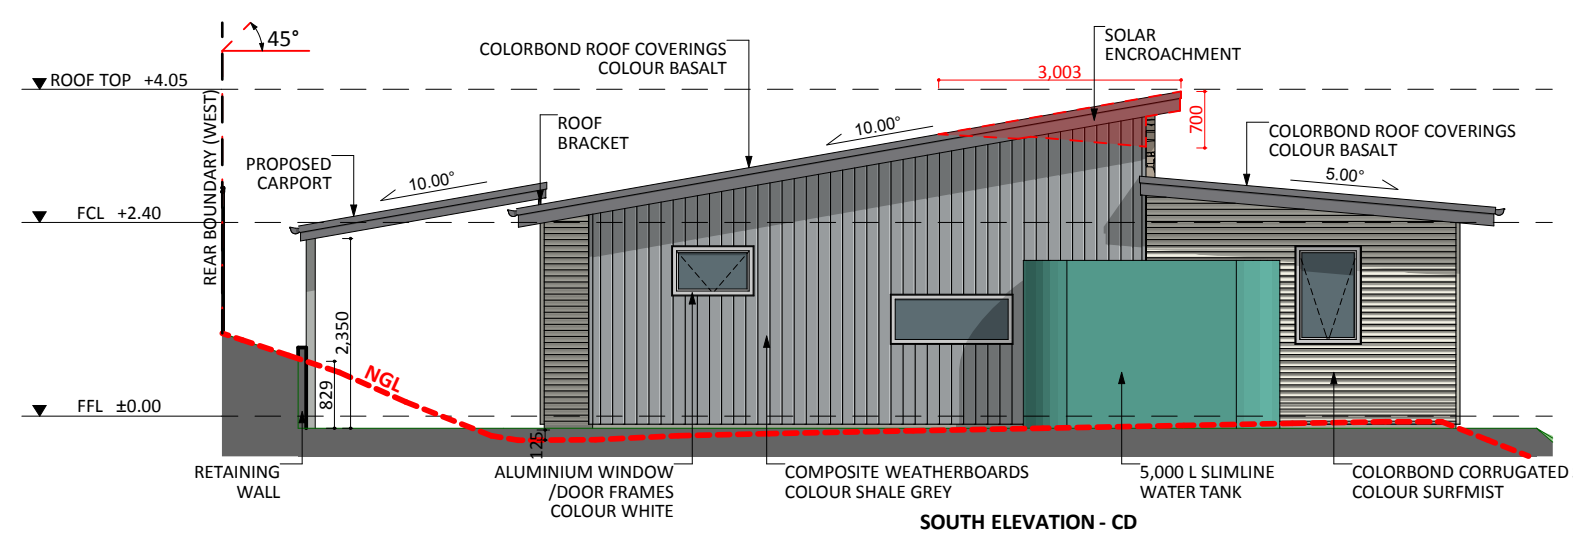 45°
ROOF TOP +4.05
REAR BOUNDARY (WEST)
COLORBOND ROOF COVERINGS
COLOUR BASALT
SOLAR
ENCROACHMENT
3,003
700
10.00°
ROOF
BRACKET
PROPOSED
CARPORT
10.00°
COLORBOND ROOF COVERINGS
COLOUR BASALT
5.00°
FCL +2.40
2,350
829
NGL
FFL ±0.00
125
RETAINING
WALL
ALUMINIUM WINDOW
/DOOR FRAMES
COLOUR WHITE
COMPOSITE WEATHERBOARDS
COLOUR SHALE GREY
5,000 L SLIMLINE
WATER TANK
COLORBOND CORRUGATED
COLOUR SURFMIST
SOUTH ELEVATION - CD